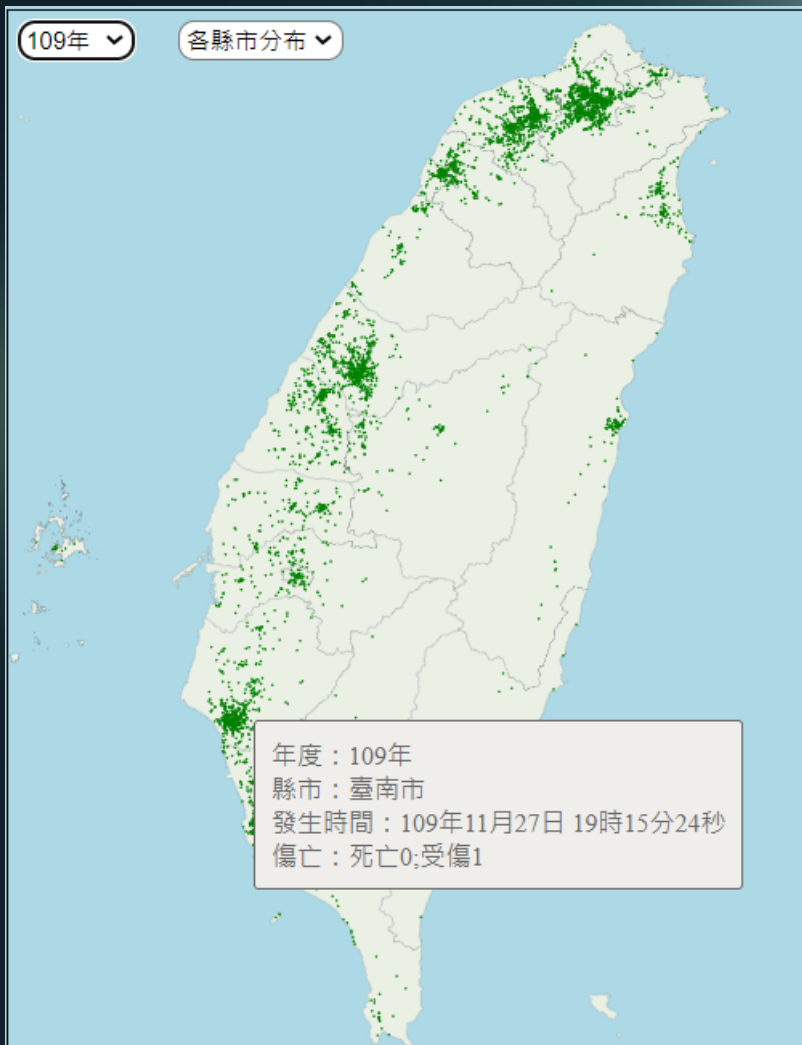 109年
各縣市分布
年度：109年
縣市：臺南市
發生時間：109年11月27日 19時15分24秒
傷亡：死亡0;受傷1